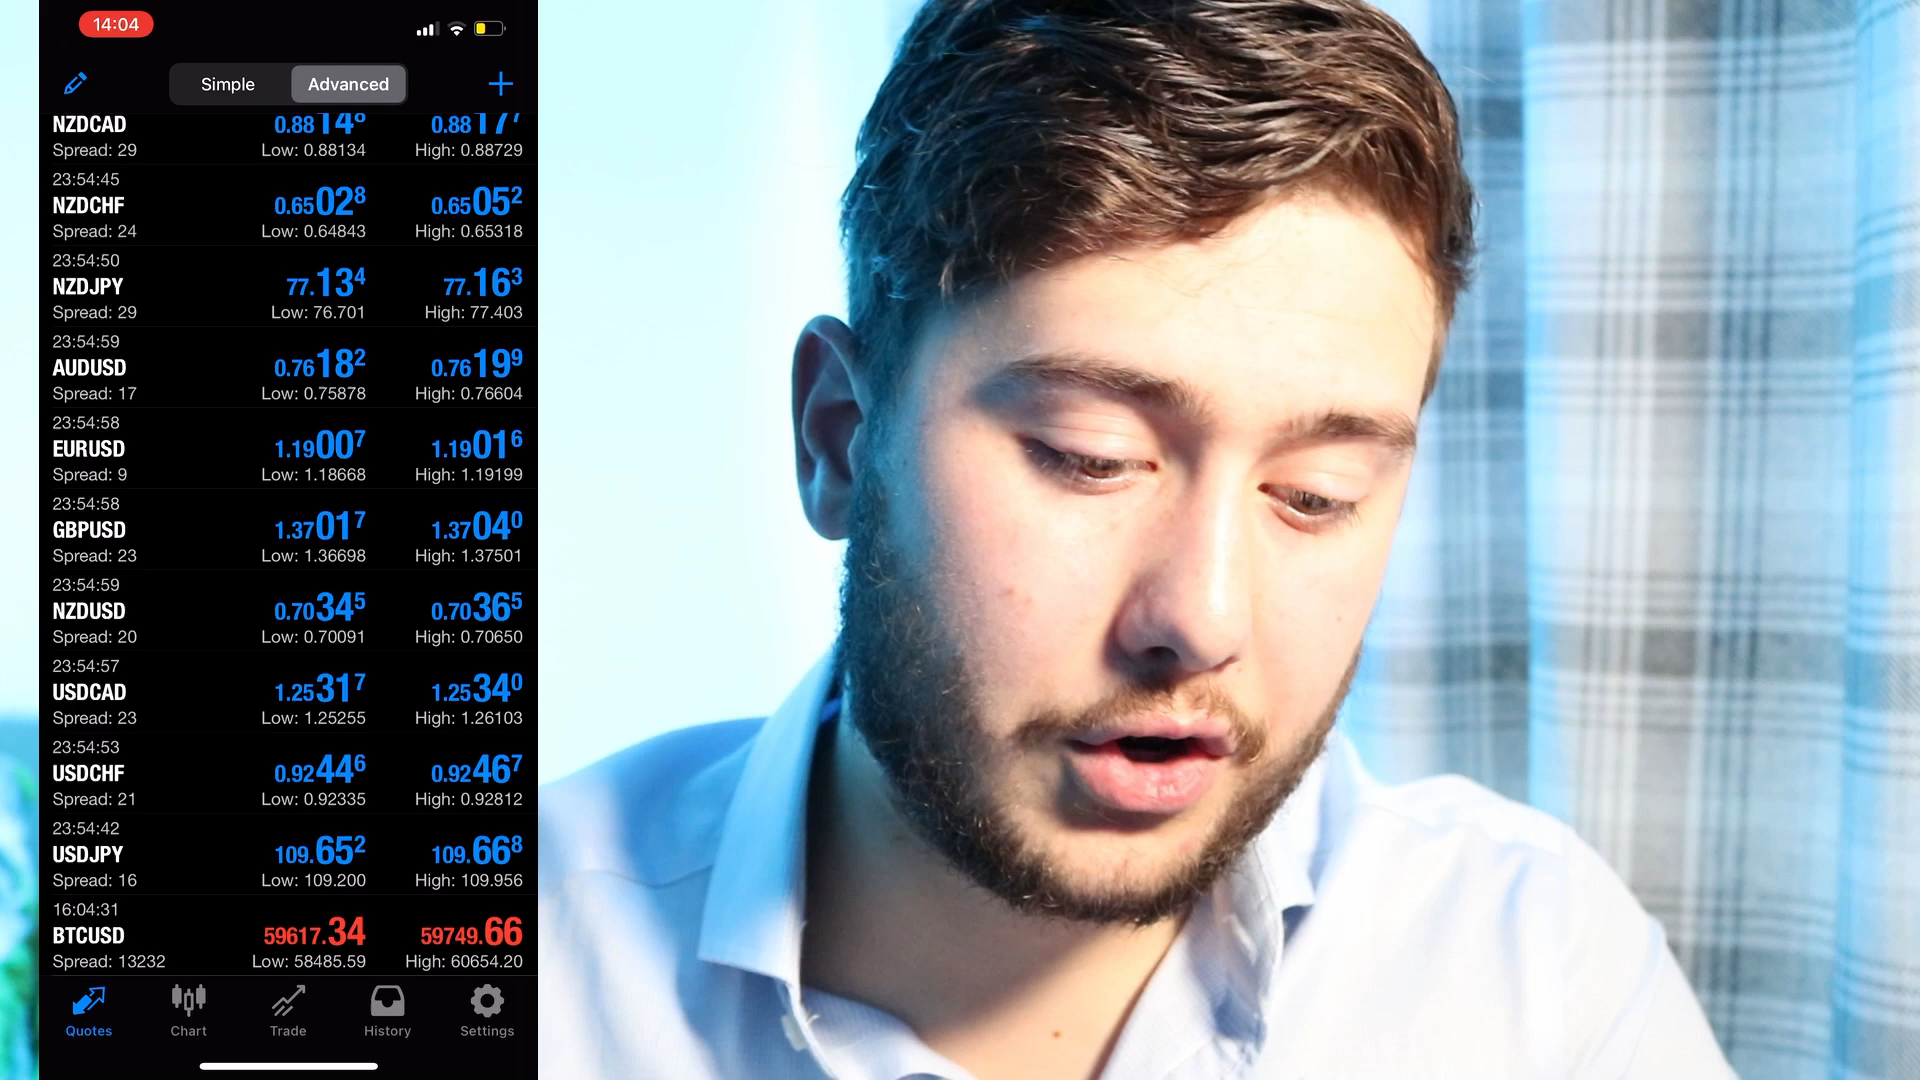 14:04
Simple Advanced
NZDCAD 0.88148 0.88177
Spread: 29 Low: 0.88134 High: 0.88729
23:54:45
NZDCHF 0.65028 0.65052
Spread: 24 Low: 0.64843 High: 0.65318
23:54:50
NZDJPY 77.134 77.163
Spread: 29 Low: 76.701 High: 77.403
23:54:59
AUDUSD 0.76182 0.76199
Spread: 17 Low: 0.75878 High: 0.76604
23:54:58
EURUSD 1.19007 1.19016
Spread: 9 Low: 1.18668 High: 1.19199
23:54:58
GBPUSD 1.37017 1.37040
Spread: 23 Low: 1.36698 High: 1.37501
23:54:59
NZDUSD 0.70345 0.70365
Spread: 20 Low: 0.70091 High: 0.70650
23:54:57
USDCAD 1.25317 1.25340
Spread: 23 Low: 1.25255 High: 1.26103
23:54:53
USDCHF 0.92446 0.92467
Spread: 21 Low: 0.92335 High: 0.92812
23:54:42
USDJPY 109.652 109.668
Spread: 16 Low: 109.200 High: 109.956
16:04:31
BTCUSD 59617.34 59749.66
Spread: 13232 Low: 58485.59 High: 60654.20
Quotes Chart Trade History Settings